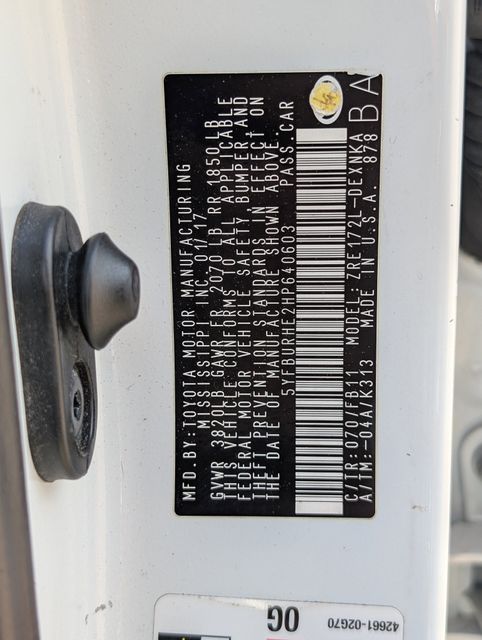 MFD. BY: TOYOTA MOTOR MANUFACTURING
MISSISSIPPI INC. 01/17
GVWR 3820LB GAWR FR 2070 LB RR 1850LB
THIS VEHICLE CONFORMS TO ALL APPLICABLE
FEDERAL MOTOR VEHICLE SAFETY, BUMPER, AND
THEFT PREVENTION STANDARDS IN EFFECT ON
THE DATE OF MANUFACTURE SHOWN ABOVE.
5YFBURHE2HP640603 PASS. CAR
C/TR: 070/FB11 MODEL: ZRE172L-DEXNKA
A/TM: -04A/K313 MADE IN U.S.A. 878
BA
0G
42661-02G70